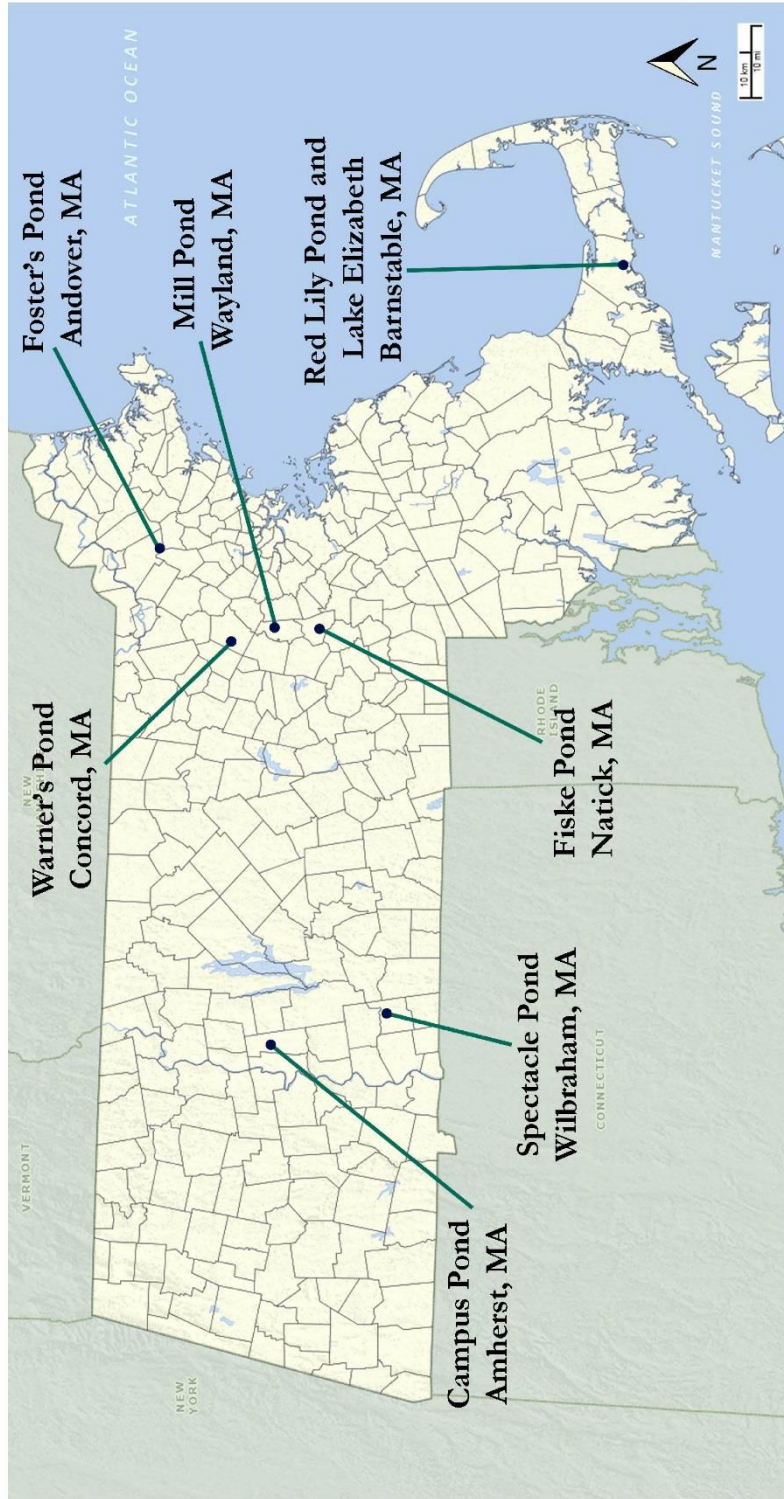 ATLANTIC OCEAN
Foster's Pond
Andover, MA
Mill Pond
Wayland, MA
Red Lily Pond and
Lake Elizabeth
Barnstable, MA
NANTUCKET SOUND
N
10 km
10 mi
NEW
Warner's Pond
Concord, MA
RHODE
ISLAND
Fiske Pond
Natick, MA
VERMONT
Spectacle Pond
Wilbraham, MA
CONNECTICUT
NEW
YORK
Campus Pond
Amherst, MA